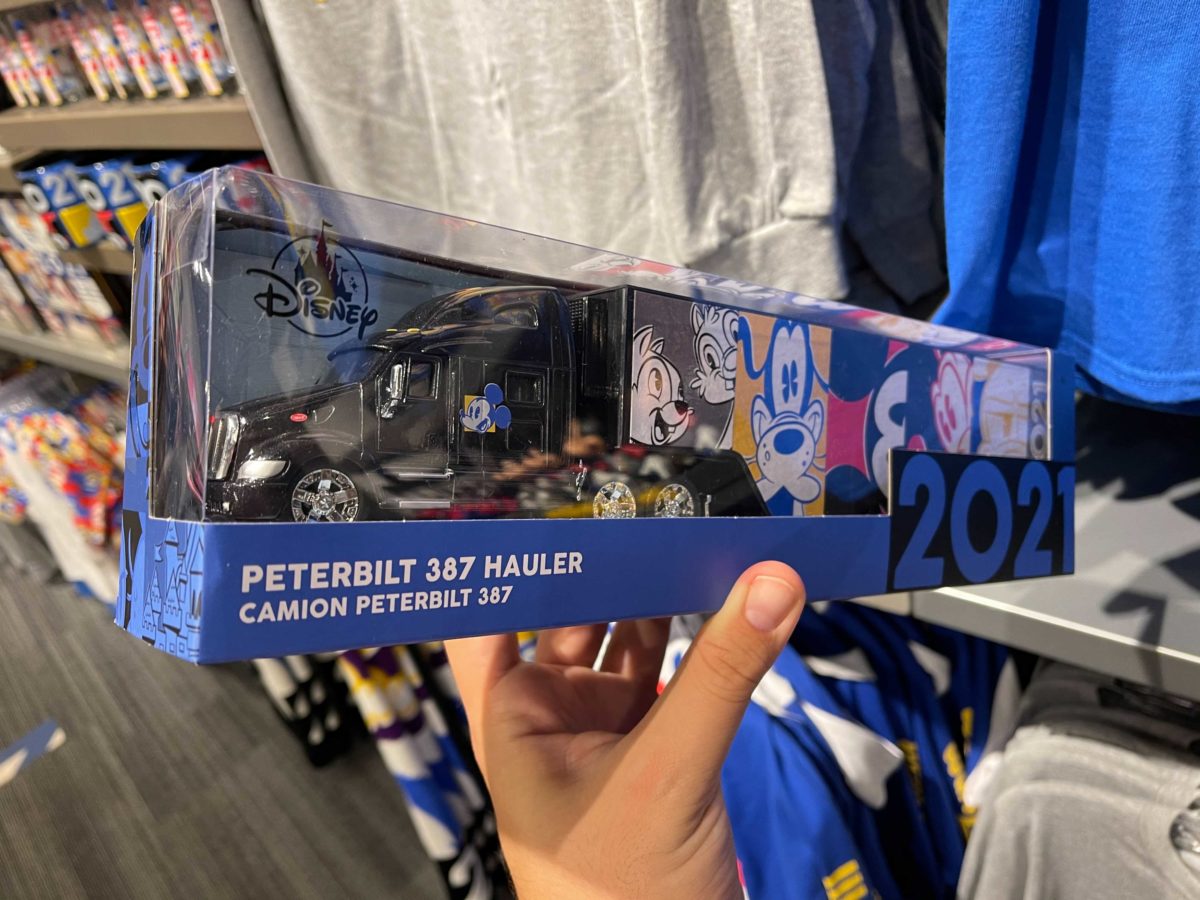 Disney
PETERBILT 387 HAULER
CAMION PETERBILT 387
2021